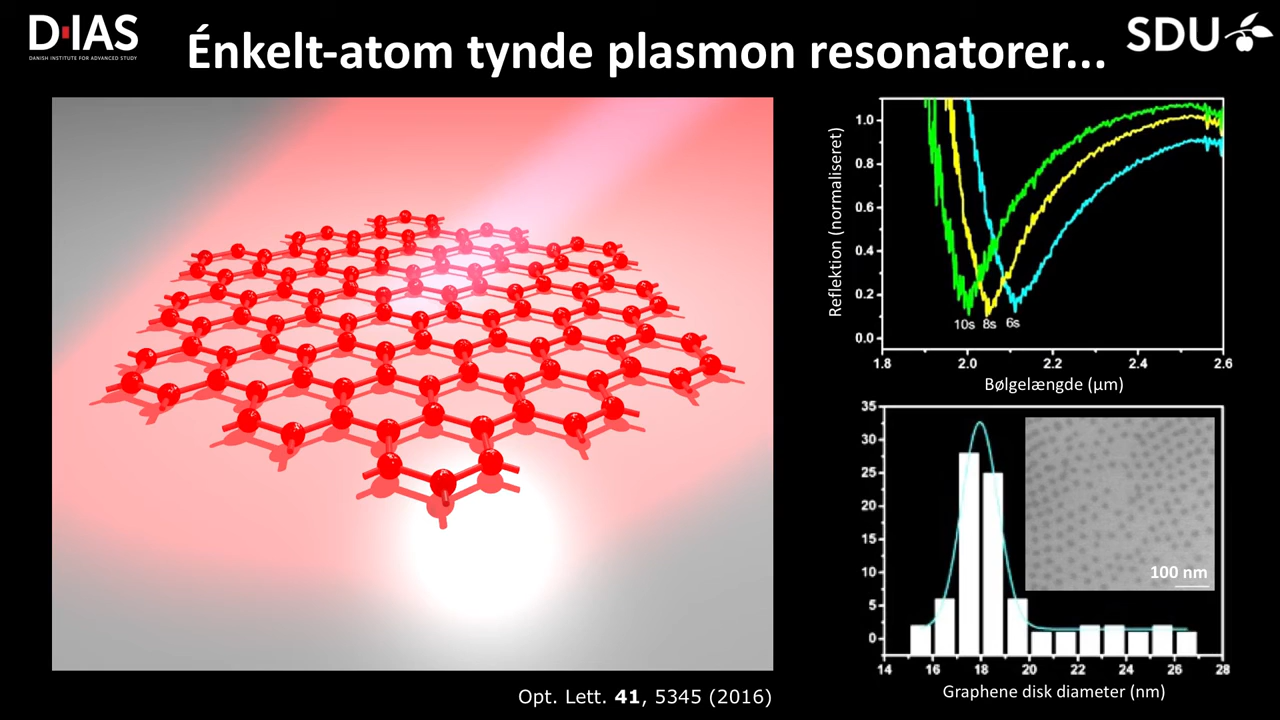 D·IAS
DANISH INSTITUTE FOR ADVANCED STUDY
Énkelt-atom tynde plasmon resonatorer...
SDU
Reflektion (normaliseret)
1.0
0.8
0.6
0.4
0.2
0.0
10s 8s 6s
1.8 2.0 2.2 2.4 2.6
Bølgelængde (µm)
35
30
25
20
15
10
5
0
100 nm
14 16 18 20 22 24 26 28
Graphene disk diameter (nm)
Opt. Lett. 41, 5345 (2016)